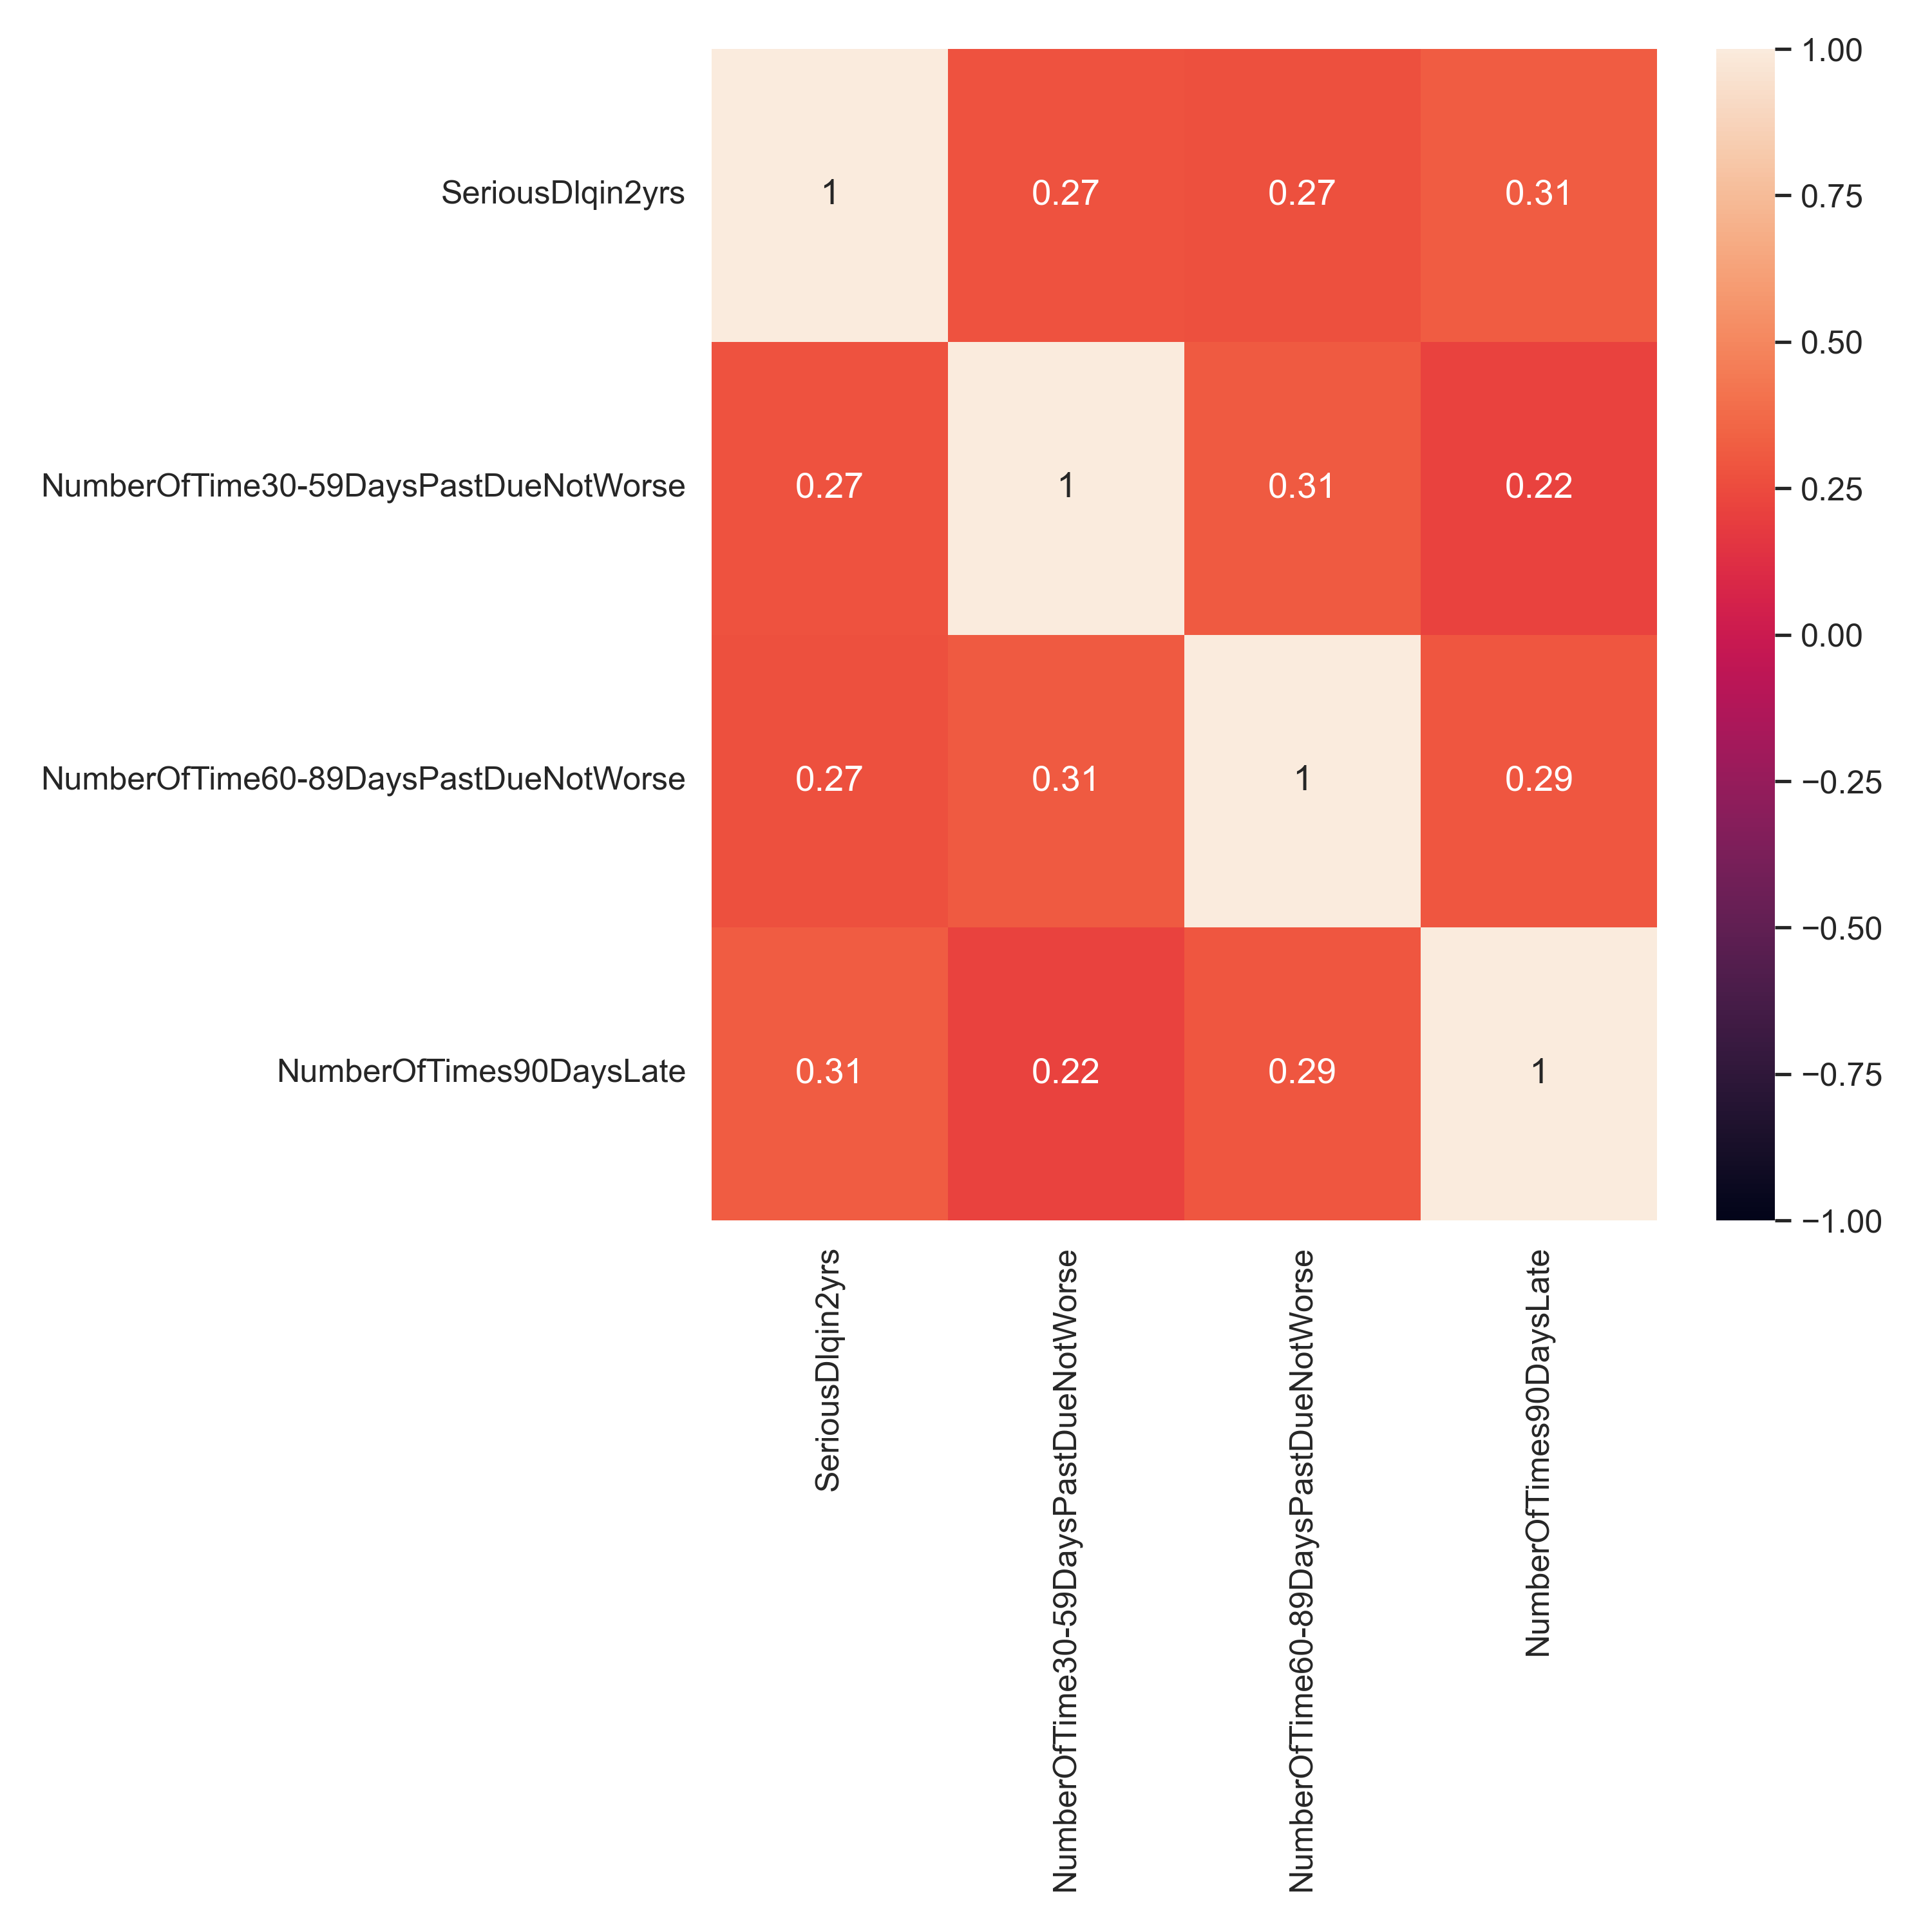 SeriousDlqin2yrs 1 0.27 0.27 0.31
NumberOfTime30-59DaysPastDueNotWorse 0.27 1 0.31 0.22
NumberOfTime60-89DaysPastDueNotWorse 0.27 0.31 1 0.29
NumberOfTimes90DaysLate 0.31 0.22 0.29 1
SeriousDlqin2yrs
NumberOfTime30-59DaysPastDueNotWorse
NumberOfTime60-89DaysPastDueNotWorse
NumberOfTimes90DaysLate
1.00
0.75
0.50
0.25
0.00
−0.25
−0.50
−0.75
−1.00